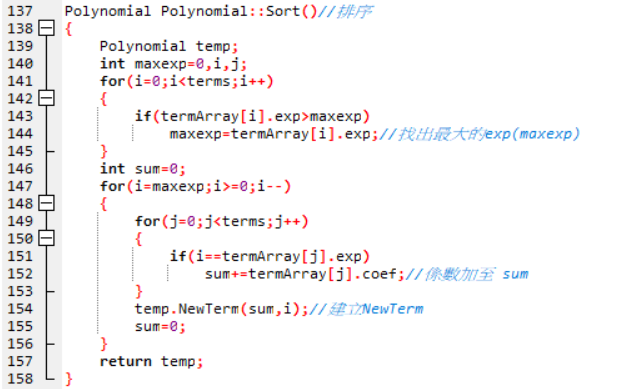 137 Polynomial Polynomial::Sort()//排序
138 {
139 Polynomial temp;
140 int maxexp=0,i,j;
141 for(i=0;i<terms;i++)
142 {
143 if(termArray[i].exp>maxexp)
144 maxexp=termArray[i].exp;//找出最大的exp(maxexp)
145 }
146 int sum=0;
147 for(i=maxexp;i>=0;i--)
148 {
149 for(j=0;j<terms;j++)
150 {
151 if(i==termArray[j].exp)
152 sum+=termArray[j].coef;//係數加至 sum
153 }
154 temp.NewTerm(sum,i);//建立NewTerm
155 sum=0;
156 }
157 return temp;
158 }